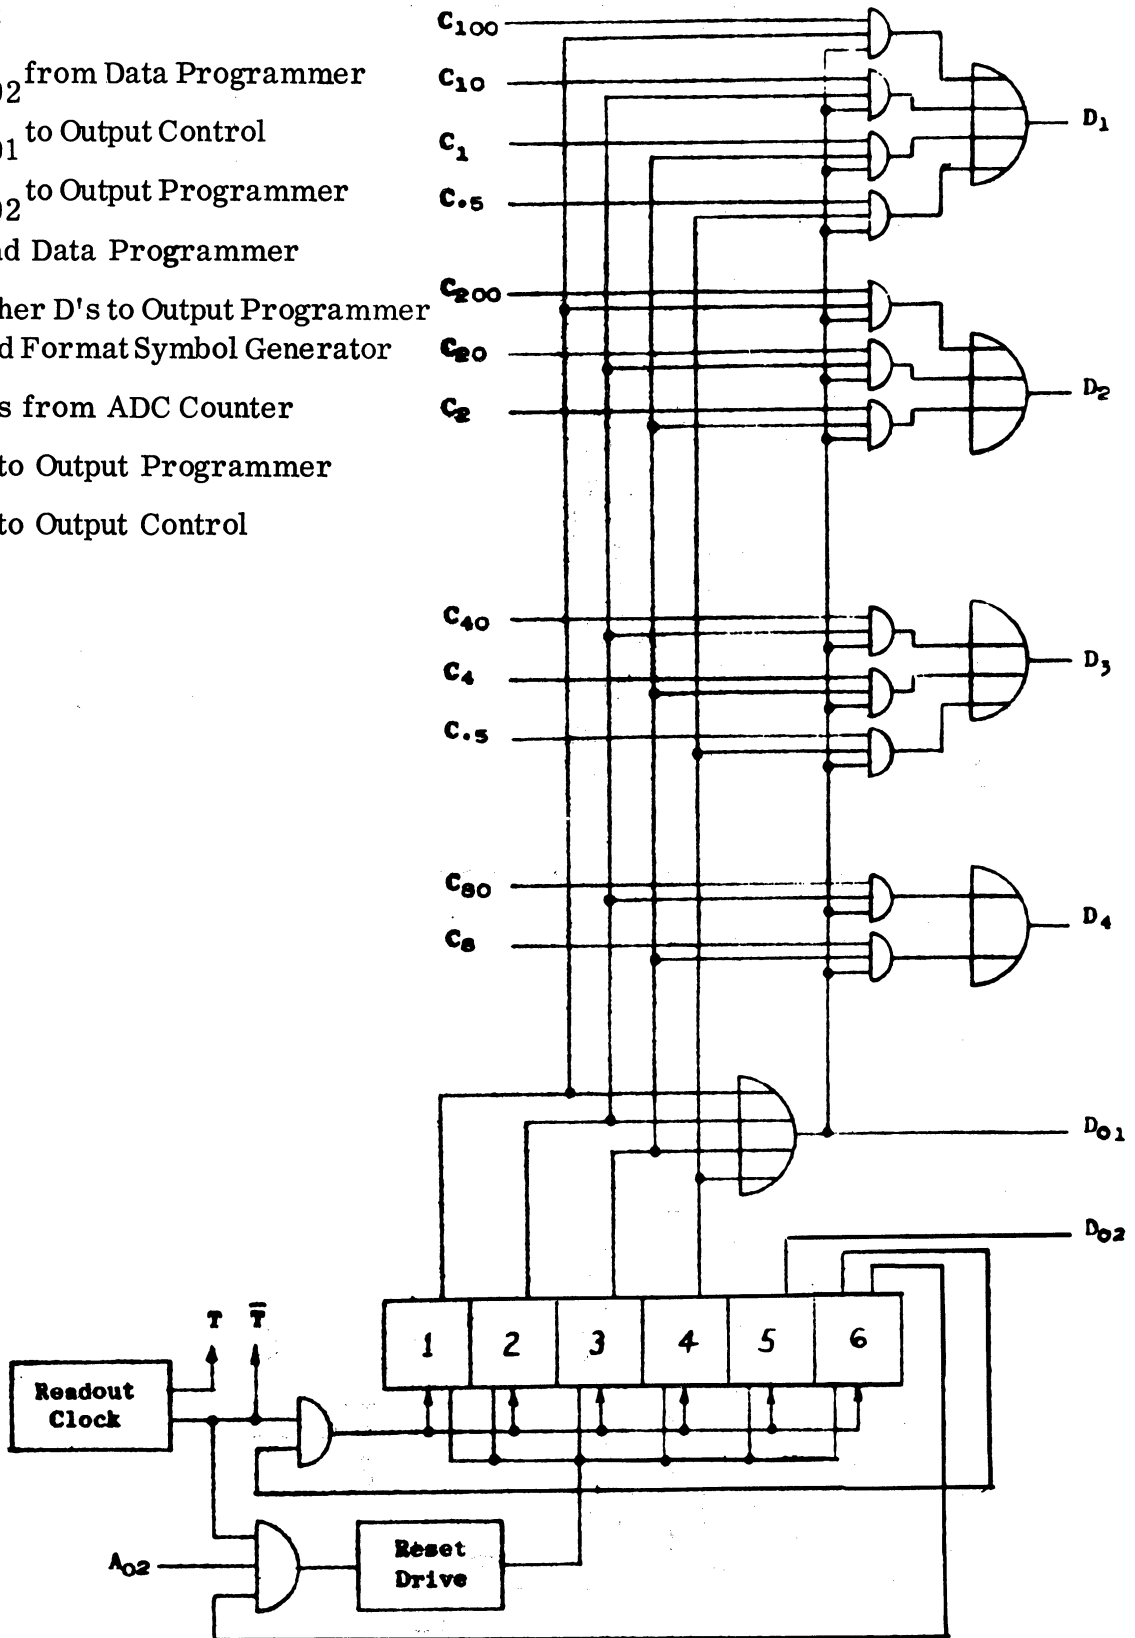 02 from Data Programmer
01 to Output Control
02 to Output Programmer
d Data Programmer
her D's to Output Programmer
d Format Symbol Generator
s from ADC Counter
to Output Programmer
to Output Control
C100
C10
C1
C.5
D1
C200
C20
C2
D2
C40
C4
C.5
D3
C80
C8
D4
D01
D02
T T̅
1 2 3 4 5 6
Readout
Clock
A02
Reset
Drive